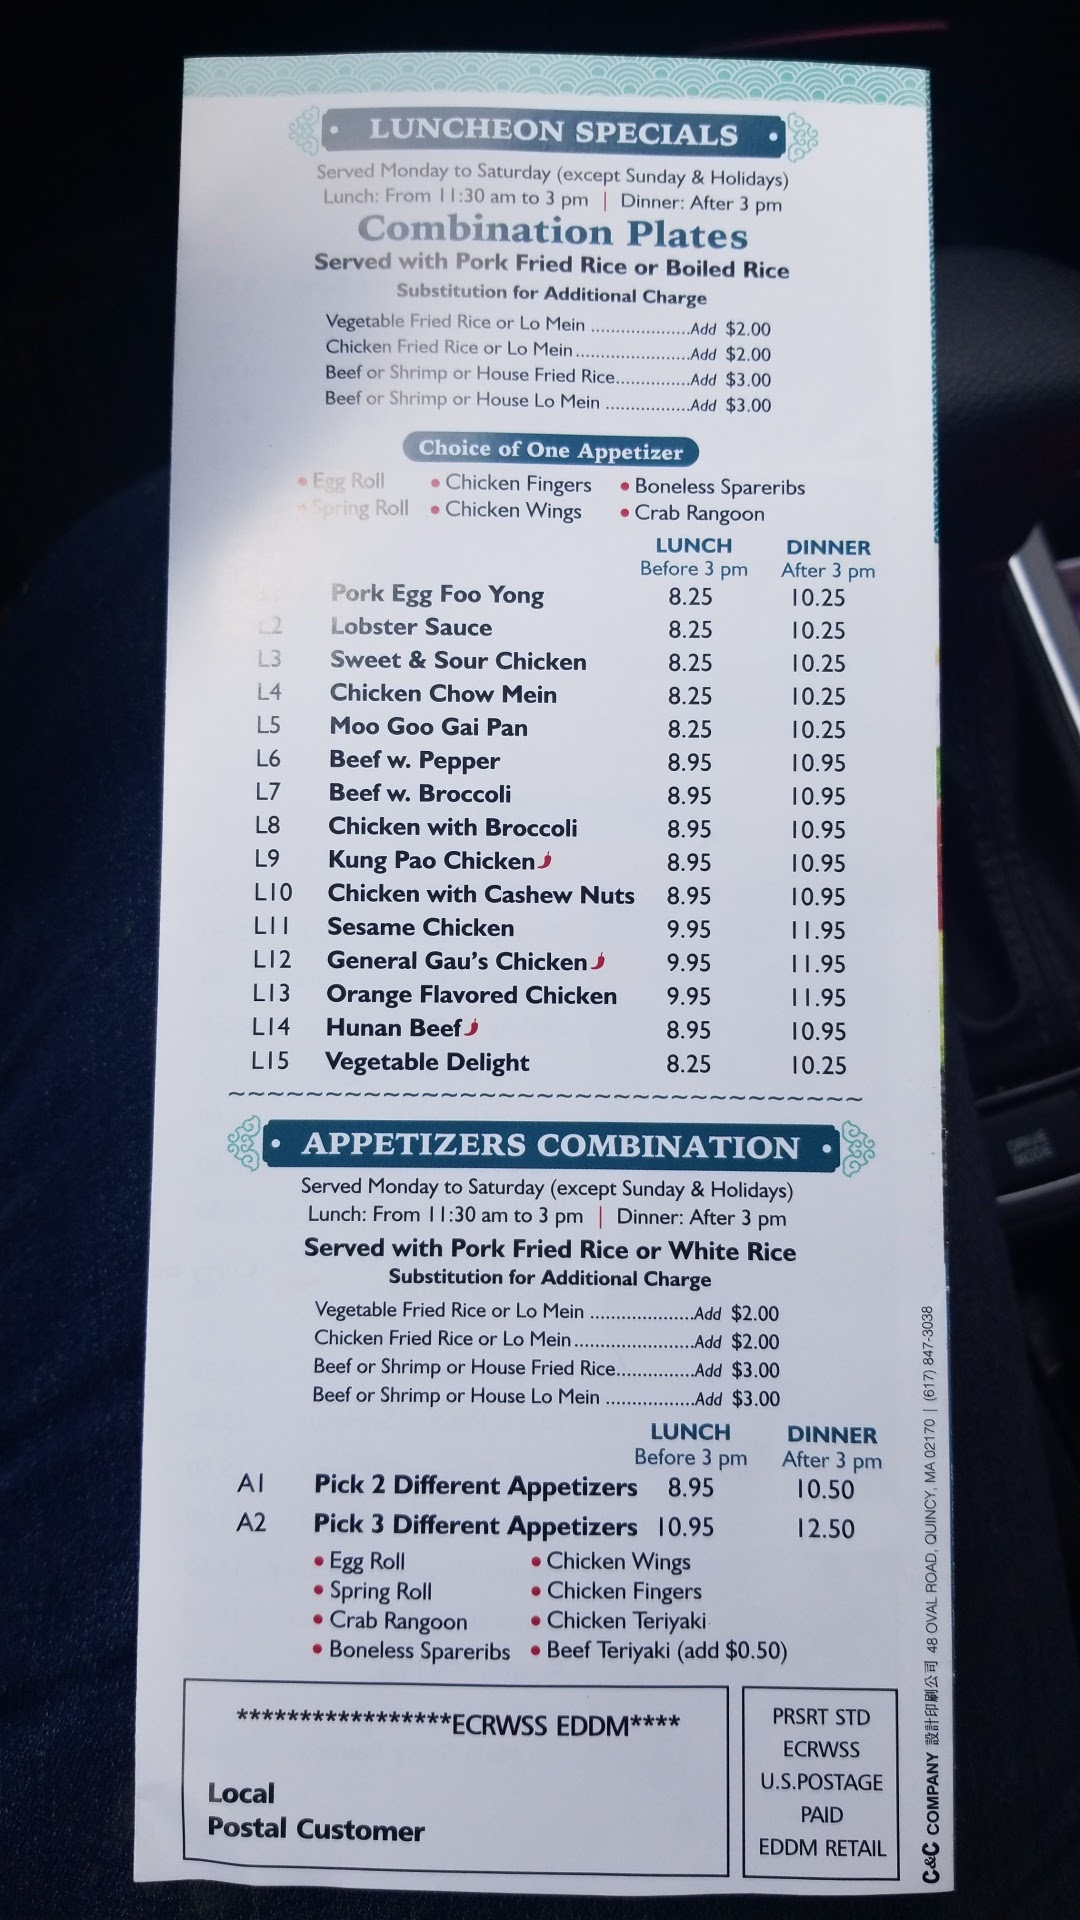 LUNCHEON SPECIALS
Served Monday to Saturday (except Sunday & Holidays)
Lunch: From 11:30 am to 3 pm | Dinner: After 3 pm
Combination Plates
Served with Pork Fried Rice or Boiled Rice
Substitution for Additional Charge
Vegetable Fried Rice or Lo Mein ....................Add $2.00
Chicken Fried Rice or Lo Mein.......................Add $2.00
Beef or Shrimp or House Fried Rice...............Add $3.00
Beef or Shrimp or House Lo Mein .................Add $3.00
Choice of One Appetizer
• Egg Roll • Chicken Fingers • Boneless Spareribs
• Spring Roll • Chicken Wings • Crab Rangoon
LUNCH DINNER
Before 3 pm After 3 pm
Pork Egg Foo Yong 8.25 10.25
L2 Lobster Sauce 8.25 10.25
L3 Sweet & Sour Chicken 8.25 10.25
L4 Chicken Chow Mein 8.25 10.25
L5 Moo Goo Gai Pan 8.25 10.25
L6 Beef w. Pepper 8.95 10.95
L7 Beef w. Broccoli 8.95 10.95
L8 Chicken with Broccoli 8.95 10.95
L9 Kung Pao Chicken 8.95 10.95
L10 Chicken with Cashew Nuts 8.95 10.95
L11 Sesame Chicken 9.95 11.95
L12 General Gau's Chicken 9.95 11.95
L13 Orange Flavored Chicken 9.95 11.95
L14 Hunan Beef 8.95 10.95
L15 Vegetable Delight 8.25 10.25
APPETIZERS COMBINATION
Served Monday to Saturday (except Sunday & Holidays)
Lunch: From 11:30 am to 3 pm | Dinner: After 3 pm
Served with Pork Fried Rice or White Rice
Substitution for Additional Charge
Vegetable Fried Rice or Lo Mein .....................Add $2.00
Chicken Fried Rice or Lo Mein........................Add $2.00
Beef or Shrimp or House Fried Rice...............Add $3.00
Beef or Shrimp or House Lo Mein .................Add $3.00
LUNCH DINNER
Before 3 pm After 3 pm
A1 Pick 2 Different Appetizers 8.95 10.50
A2 Pick 3 Different Appetizers 10.95 12.50
• Egg Roll • Chicken Wings
• Spring Roll • Chicken Fingers
• Crab Rangoon • Chicken Teriyaki
• Boneless Spareribs • Beef Teriyaki (add $0.50)
*****************ECRWSS EDDM****
Local
Postal Customer
PRSRT STD
ECRWSS
U.S.POSTAGE
PAID
EDDM RETAIL
C&C COMPANY 設計印刷公司 48 OVAL ROAD, QUINCY, MA 02170 | (617) 847-3038
DRIVE
MODE